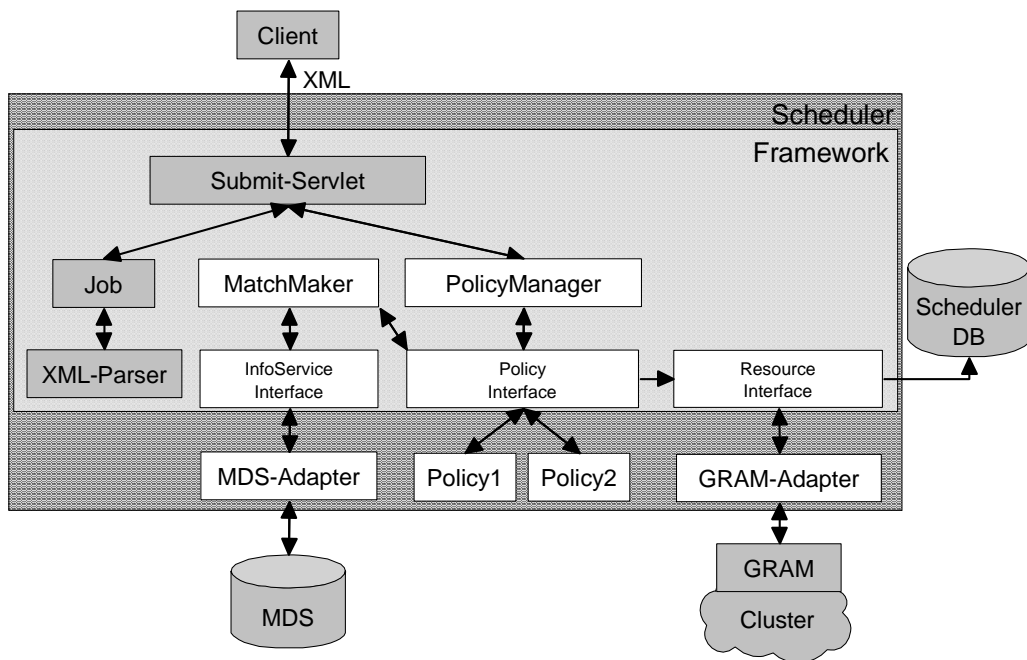 Client
XML
Scheduler
Framework
Submit-Servlet
Job
MatchMaker
PolicyManager
Scheduler
DB
XML-Parser
InfoService
Interface
Policy
Interface
Resource
Interface
MDS-Adapter
Policy1
Policy2
GRAM-Adapter
MDS
GRAM
Cluster